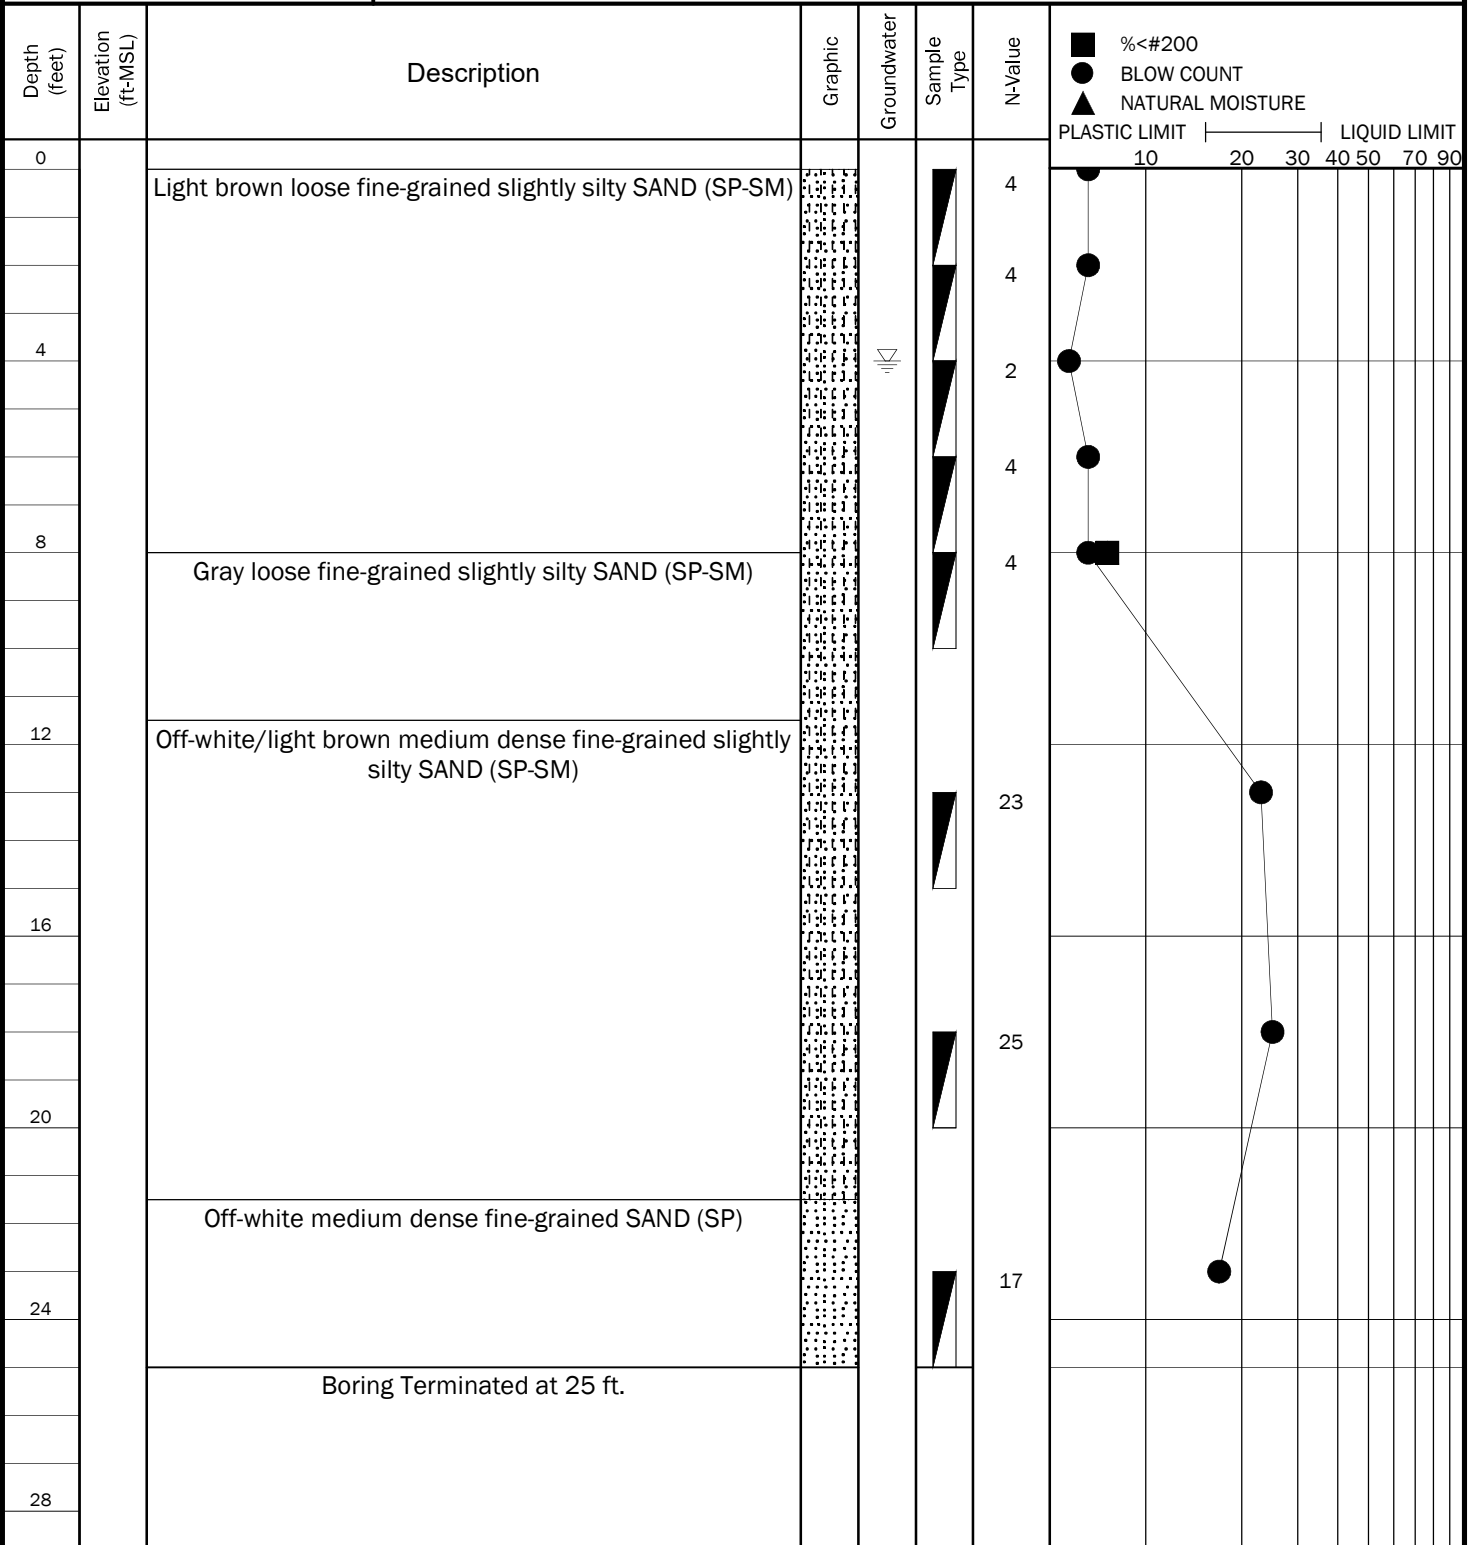 Depth
(feet)
Elevation
(ft-MSL)
Description
Graphic
Groundwater
Sample
Type
N-Value
%<#200
BLOW COUNT
NATURAL MOISTURE
PLASTIC LIMIT LIQUID LIMIT
10 20 30 40 50 70 90
0
Light brown loose fine-grained slightly silty SAND (SP-SM)
4
4
4
2
4
8
4
Gray loose fine-grained slightly silty SAND (SP-SM)
12
Off-white/light brown medium dense fine-grained slightly
silty SAND (SP-SM)
23
16
25
20
Off-white medium dense fine-grained SAND (SP)
17
24
Boring Terminated at 25 ft.
28